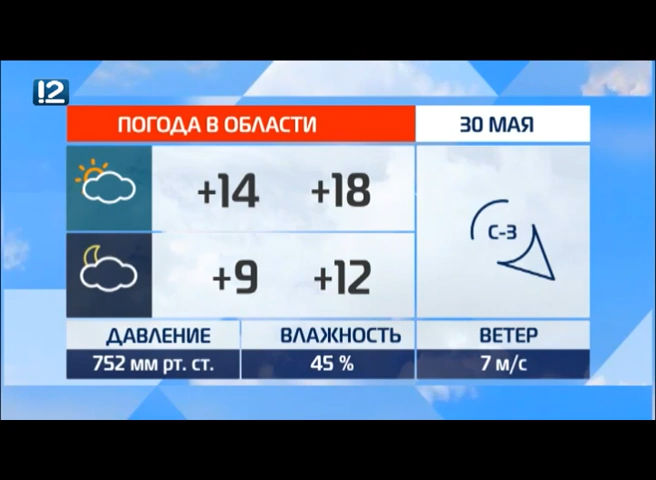 12
ПОГОДА В ОБЛАСТИ
30 МАЯ
+14 +18
С-З
+9 +12
ДАВЛЕНИЕ
ВЛАЖНОСТЬ
ВЕТЕР
752 мм рт. ст.
45 %
7 м/с